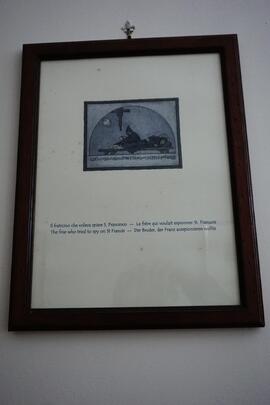 Il fraticino che voleva spiare S. Francesco — Le frère qui voulait espionner St. François
The friar who tried to spy on St Francis — Der Bruder, der Franz ausspionieren wollte